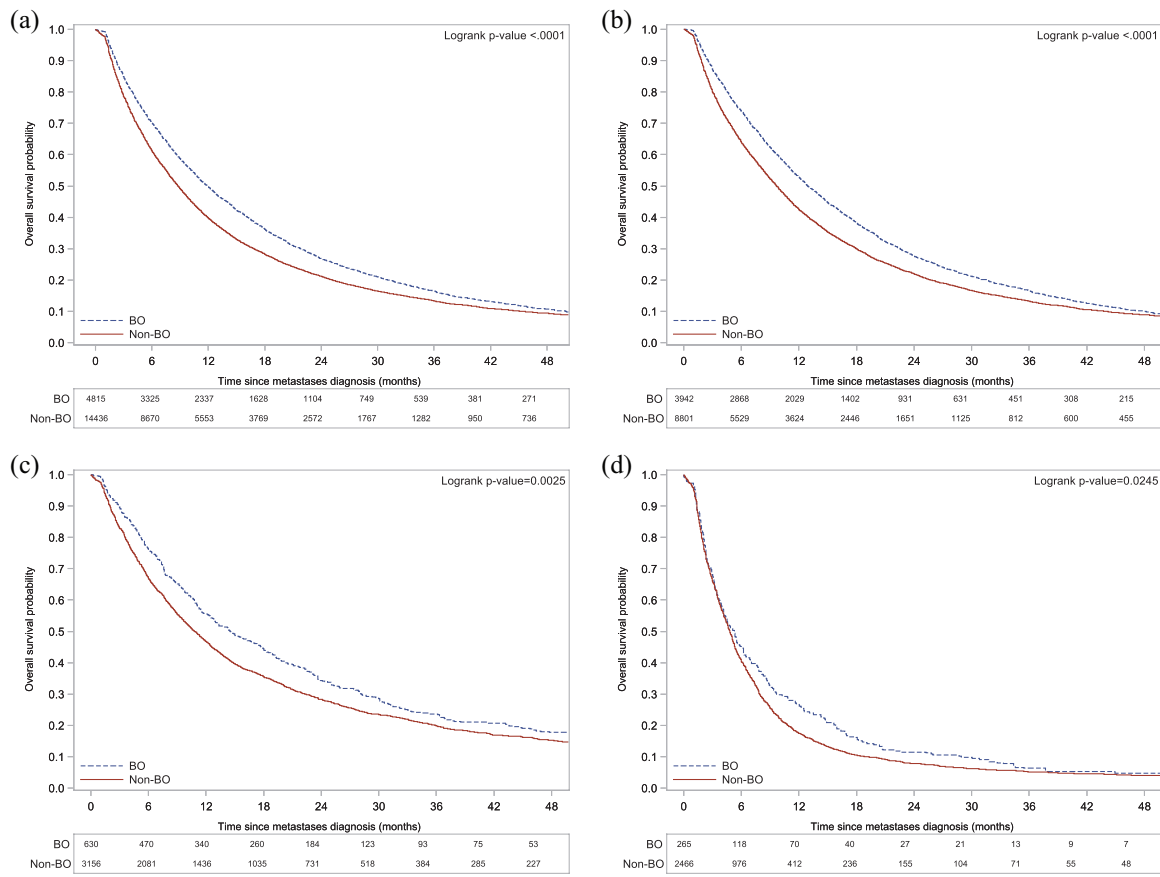 (a)
Logrank p-value <.0001
Overall survival probability
1.0
0.9
0.8
0.7
0.6
0.5
0.4
0.3
0.2
0.1
0.0
BO
Non-BO
0 6 12 18 24 30 36 42 48
Time since metastases diagnosis (months)
BO 4815 3325 2337 1628 1104 749 539 381 271
Non-BO 14436 8670 5553 3769 2572 1767 1282 950 736
(b)
Logrank p-value <.0001
Overall survival probability
1.0
0.9
0.8
0.7
0.6
0.5
0.4
0.3
0.2
0.1
0.0
BO
Non-BO
0 6 12 18 24 30 36 42 48
Time since metastases diagnosis (months)
BO 3942 2868 2029 1402 931 631 451 308 215
Non-BO 8801 5529 3624 2446 1651 1125 812 600 455
(c)
Logrank p-value=0.0025
Overall survival probability
1.0
0.9
0.8
0.7
0.6
0.5
0.4
0.3
0.2
0.1
0.0
BO
Non-BO
0 6 12 18 24 30 36 42 48
Time since metastases diagnosis (months)
BO 630 470 340 260 184 123 93 75 53
Non-BO 3156 2081 1436 1035 731 518 384 285 227
(d)
Logrank p-value=0.0245
Overall survival probability
1.0
0.9
0.8
0.7
0.6
0.5
0.4
0.3
0.2
0.1
0.0
BO
Non-BO
0 6 12 18 24 30 36 42 48
Time since metastases diagnosis (months)
BO 265 118 70 40 27 21 13 9 7
Non-BO 2466 976 412 236 155 104 71 55 48